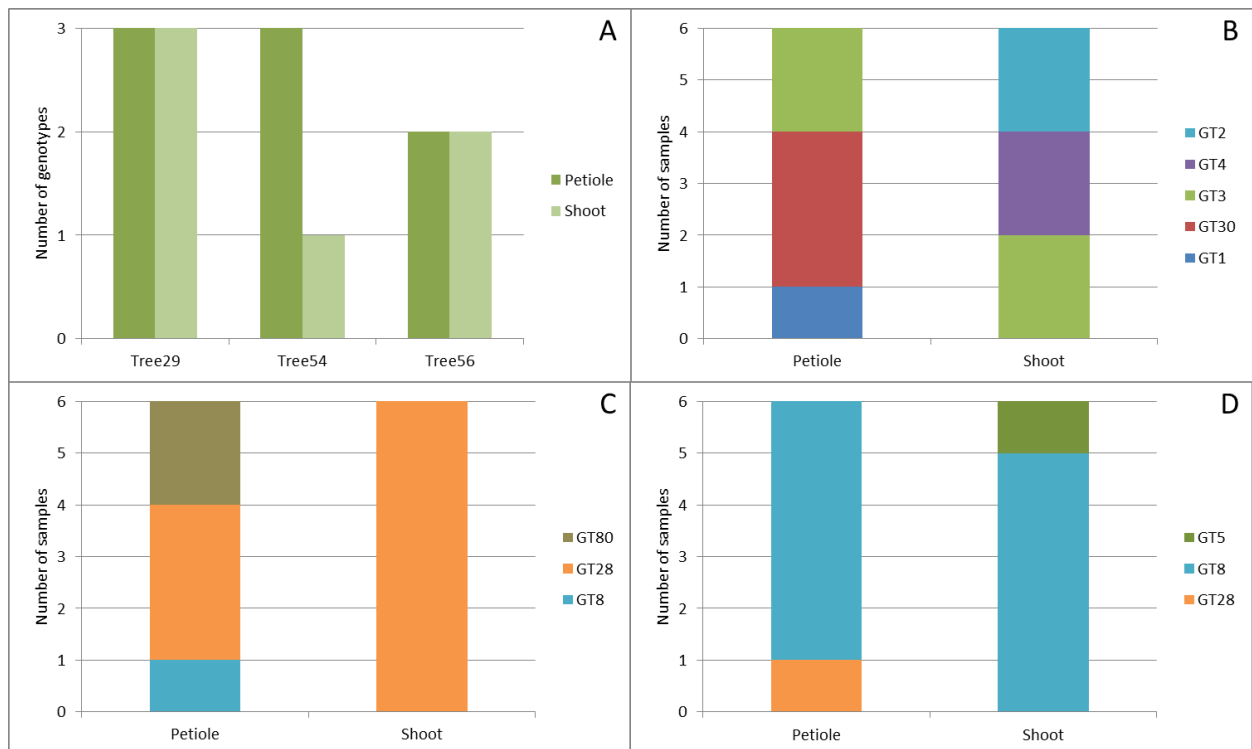 A
Number of genotypes
3
2
1
0
Tree29 Tree54 Tree56
Petiole
Shoot
B
Number of samples
6
5
4
3
2
1
0
Petiole Shoot
GT2
GT4
GT3
GT30
GT1
C
Number of samples
6
5
4
3
2
1
0
Petiole Shoot
GT80
GT28
GT8
D
Number of samples
6
5
4
3
2
1
0
Petiole Shoot
GT5
GT8
GT28